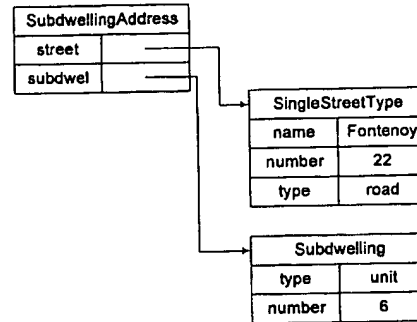 SubdwellingAddress
street
subdwel
SingleStreetType
name Fontenoy
number 22
type road
Subdwelling
type unit
number 6